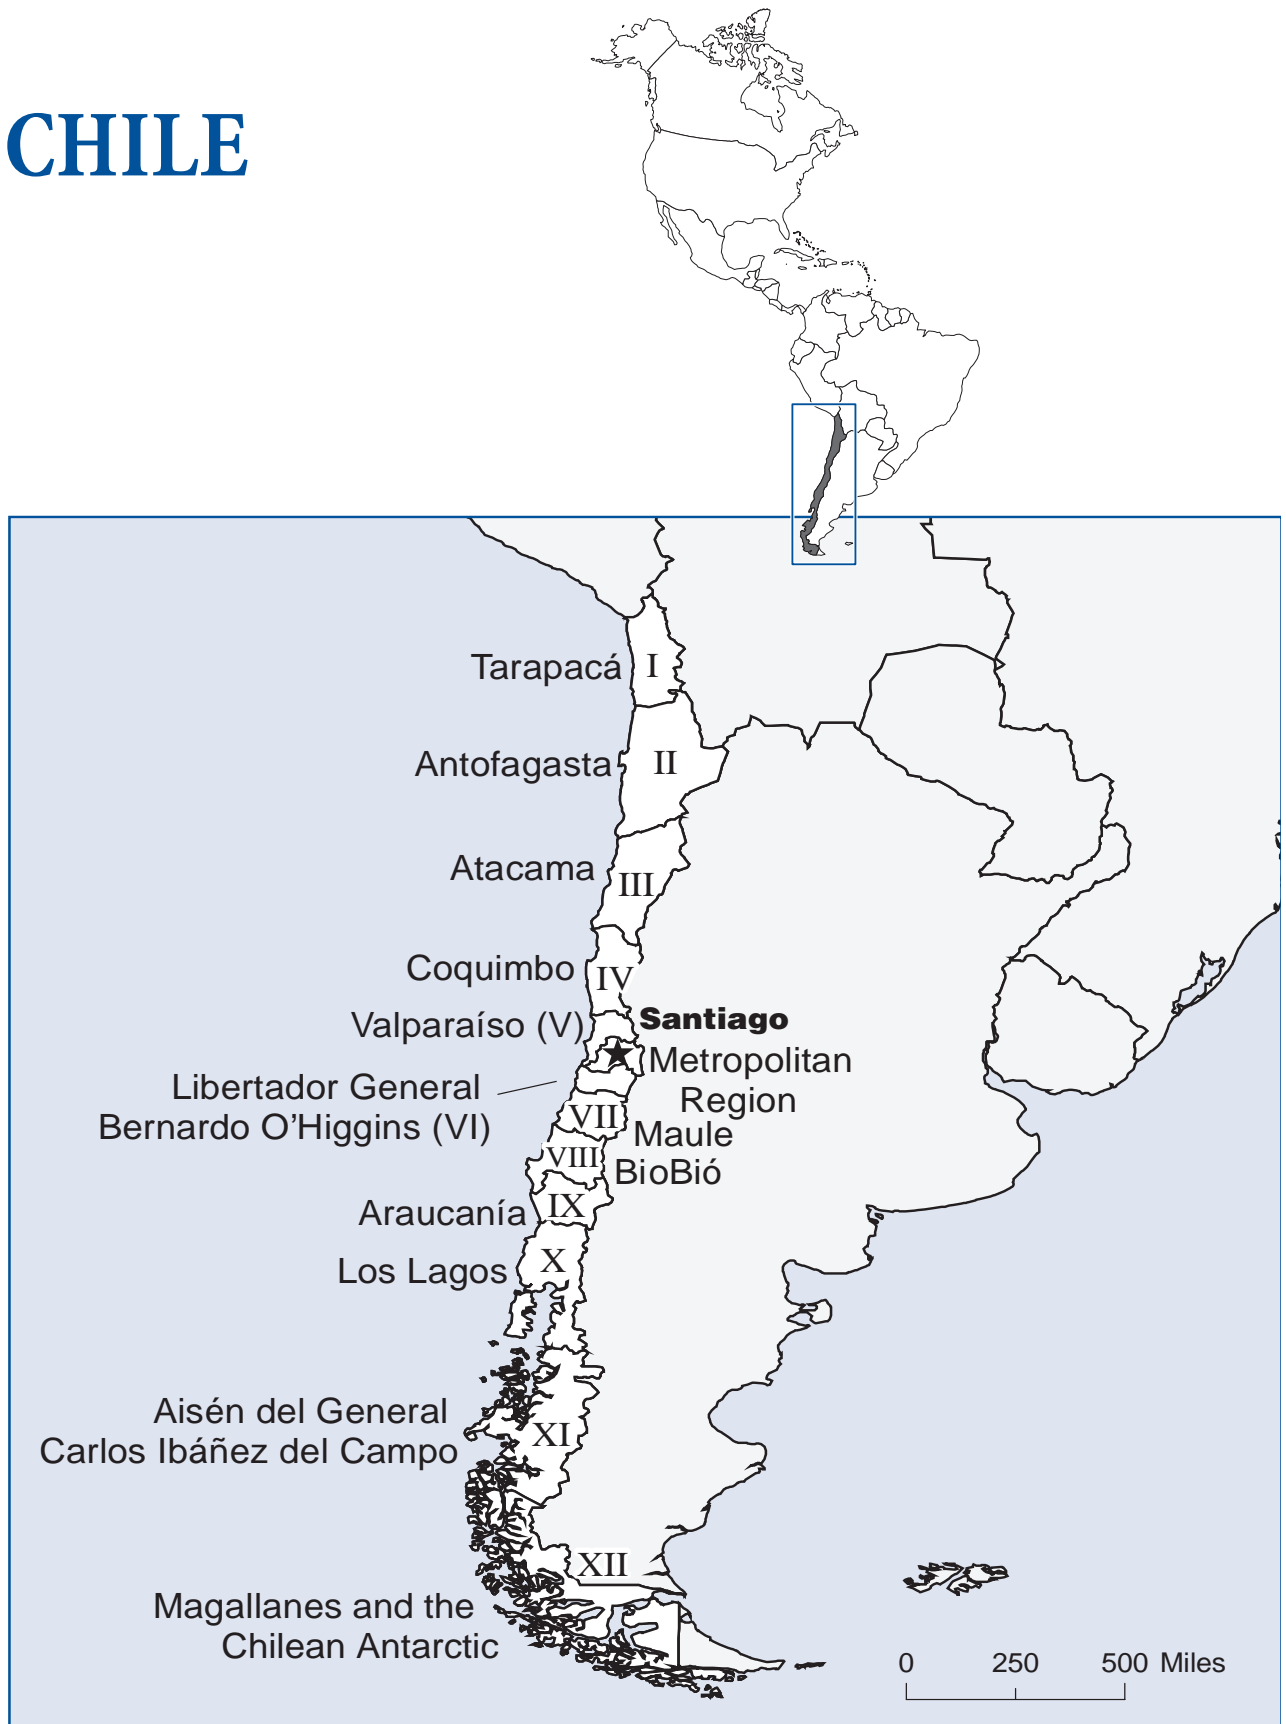 CHILE
Tarapacá
I
Antofagasta
II
Atacama
III
Coquimbo
IV
Valparaíso (V)
Santiago
Metropolitan
Region
Libertador General
Bernardo O’Higgins (VI)
VII
Maule
VIII
BioBió
Araucanía
IX
Los Lagos
X
Aisén del General
Carlos Ibáñez del Campo
XI
XII
Magallanes and the
Chilean Antarctic
0 250 500 Miles